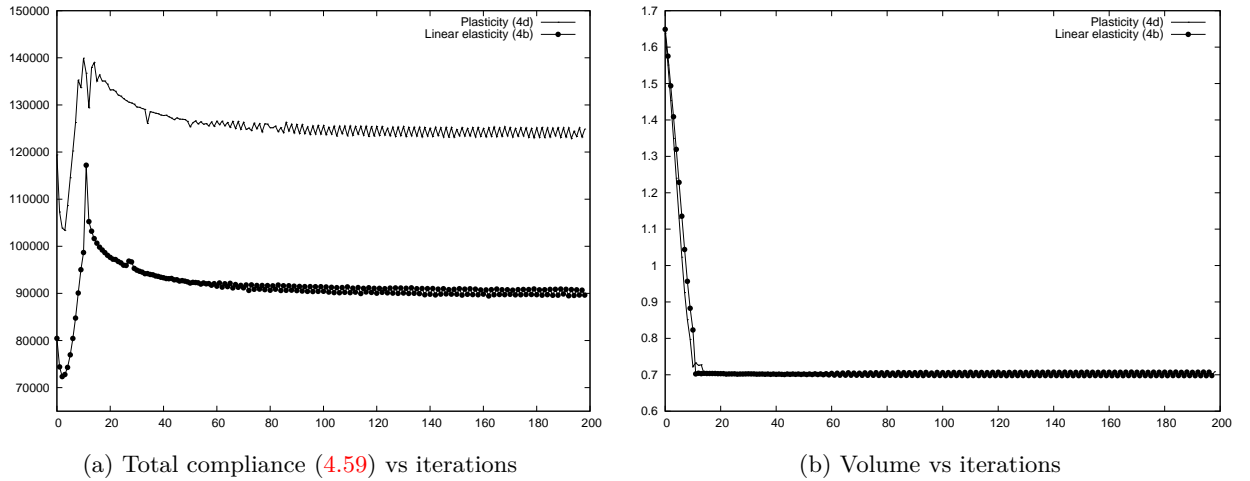 150000
140000
130000
120000
110000
100000
90000
80000
70000
0 20 40 60 80 100 120 140 160 180 200
Plasticity (4d)
Linear elasticity (4b)
(a) Total compliance (4.59) vs iterations
1.7
1.6
1.5
1.4
1.3
1.2
1.1
1
0.9
0.8
0.7
0.6
0 20 40 60 80 100 120 140 160 180 200
Plasticity (4d)
Linear elasticity (4b)
(b) Volume vs iterations